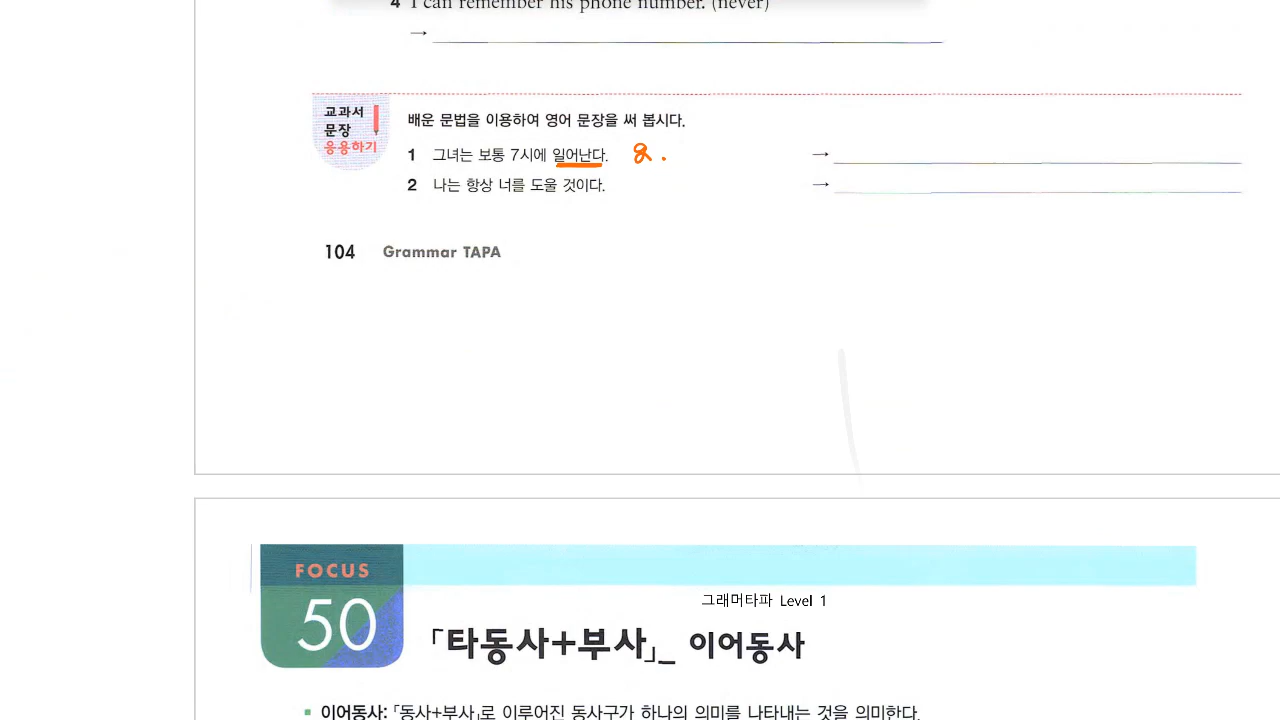 4 I can remember his phone number. (never)
→
교과서
문장
응용하기
배운 문법을 이용하여 영어 문장을 써 봅시다.
1 그녀는 보통 7시에 일어난다. →
2 나는 항상 너를 도울 것이다. →
104 Grammar TAPA
FOCUS
50
그래머타파 Level 1
「타동사+부사」_ 이어동사
이어동사: 「동사+부사」로 이루어진 동사구가 하나의 의미를 나타내는 것을 의미한다.